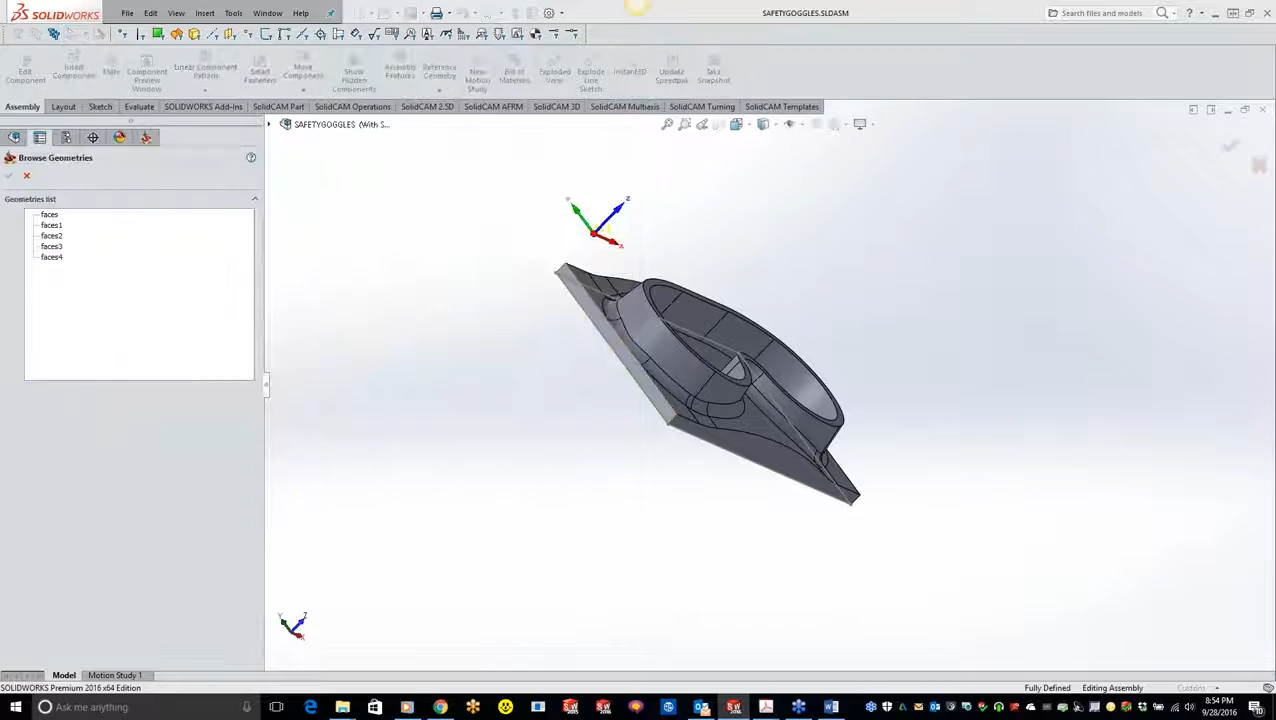 SOLIDWORKS File Edit View Insert Tools Window Help SAFETYGOGGLES.SLDASM Search files and models
Edit Component Insert Components Mate Component Preview Window Linear Component Pattern Smart Fasteners Move Component Show Hidden Components Assembly Features Reference Geometry New Motion Study Bill of Materials Exploded View Explode Line Sketch Instant3D Update Speedpak Take Snapshot
Assembly Layout Sketch Evaluate SOLIDWORKS Add-Ins SolidCAM Part SolidCAM Operations SolidCAM 2.5D SolidCAM AFRM SolidCAM 3D SolidCAM Multiaxis SolidCAM Turning SolidCAM Templates
SAFETYGOGGLES (With S...
Browse Geometries
Geometries list
faces
faces1
faces2
faces3
faces4
Z
X
Y Z
X
Model Motion Study 1
SOLIDWORKS Premium 2016 x64 Edition Fully Defined Editing Assembly Customs
Ask me anything
8:54 PM
9/28/2016